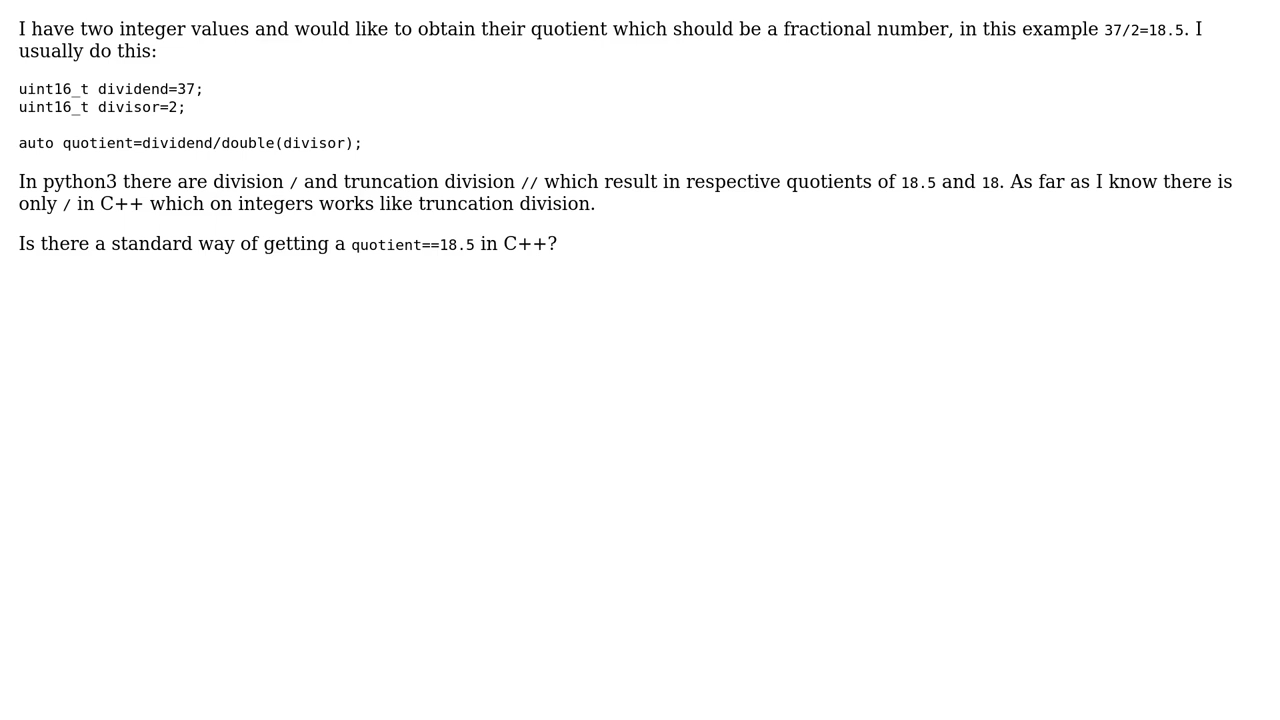 I have two integer values and would like to obtain their quotient which should be a fractional number, in this example 37/2=18.5. I
usually do this:
uint16_t dividend=37;
uint16_t divisor=2;
auto quotient=dividend/double(divisor);
In python3 there are division / and truncation division // which result in respective quotients of 18.5 and 18. As far as I know there is
only / in C++ which on integers works like truncation division.
Is there a standard way of getting a quotient==18.5 in C++?